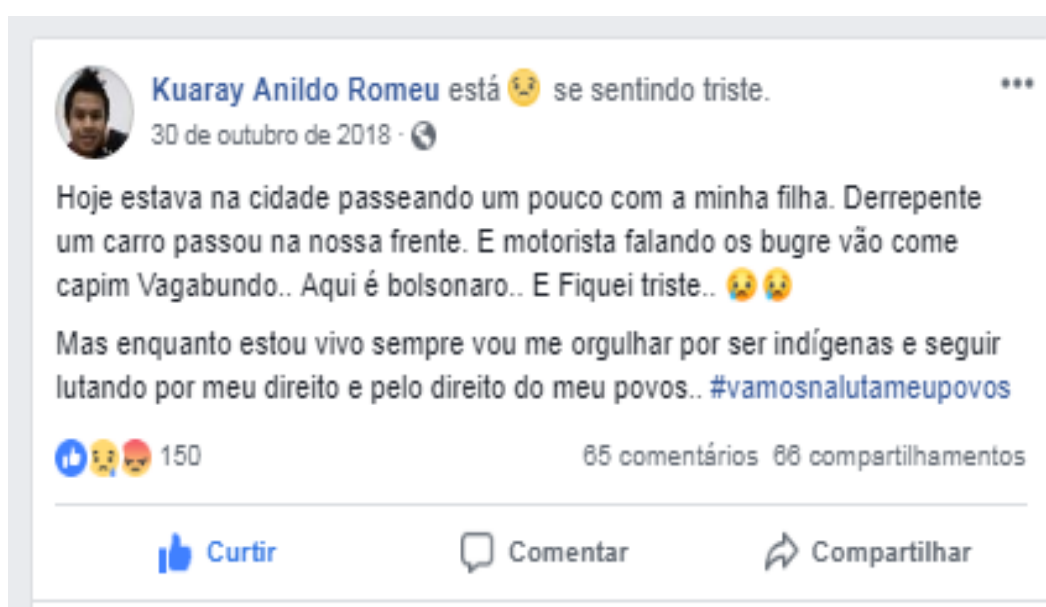 Kuaray Anildo Romeu está se sentindo triste.
30 de outubro de 2018 ·
Hoje estava na cidade passeando um pouco com a minha filha. Derrepente
um carro passou na nossa frente. E motorista falando os bugre vão come
capim Vagabundo.. Aqui é bolsonaro.. E Fiquei triste.. 😢😢
Mas enquanto estou vivo sempre vou me orgulhar por ser indígenas e seguir
lutando por meu direito e pelo direito do meu povos.. #vamosnalutameupovos
150 65 comentários 66 compartilhamentos
Curtir Comentar Compartilhar